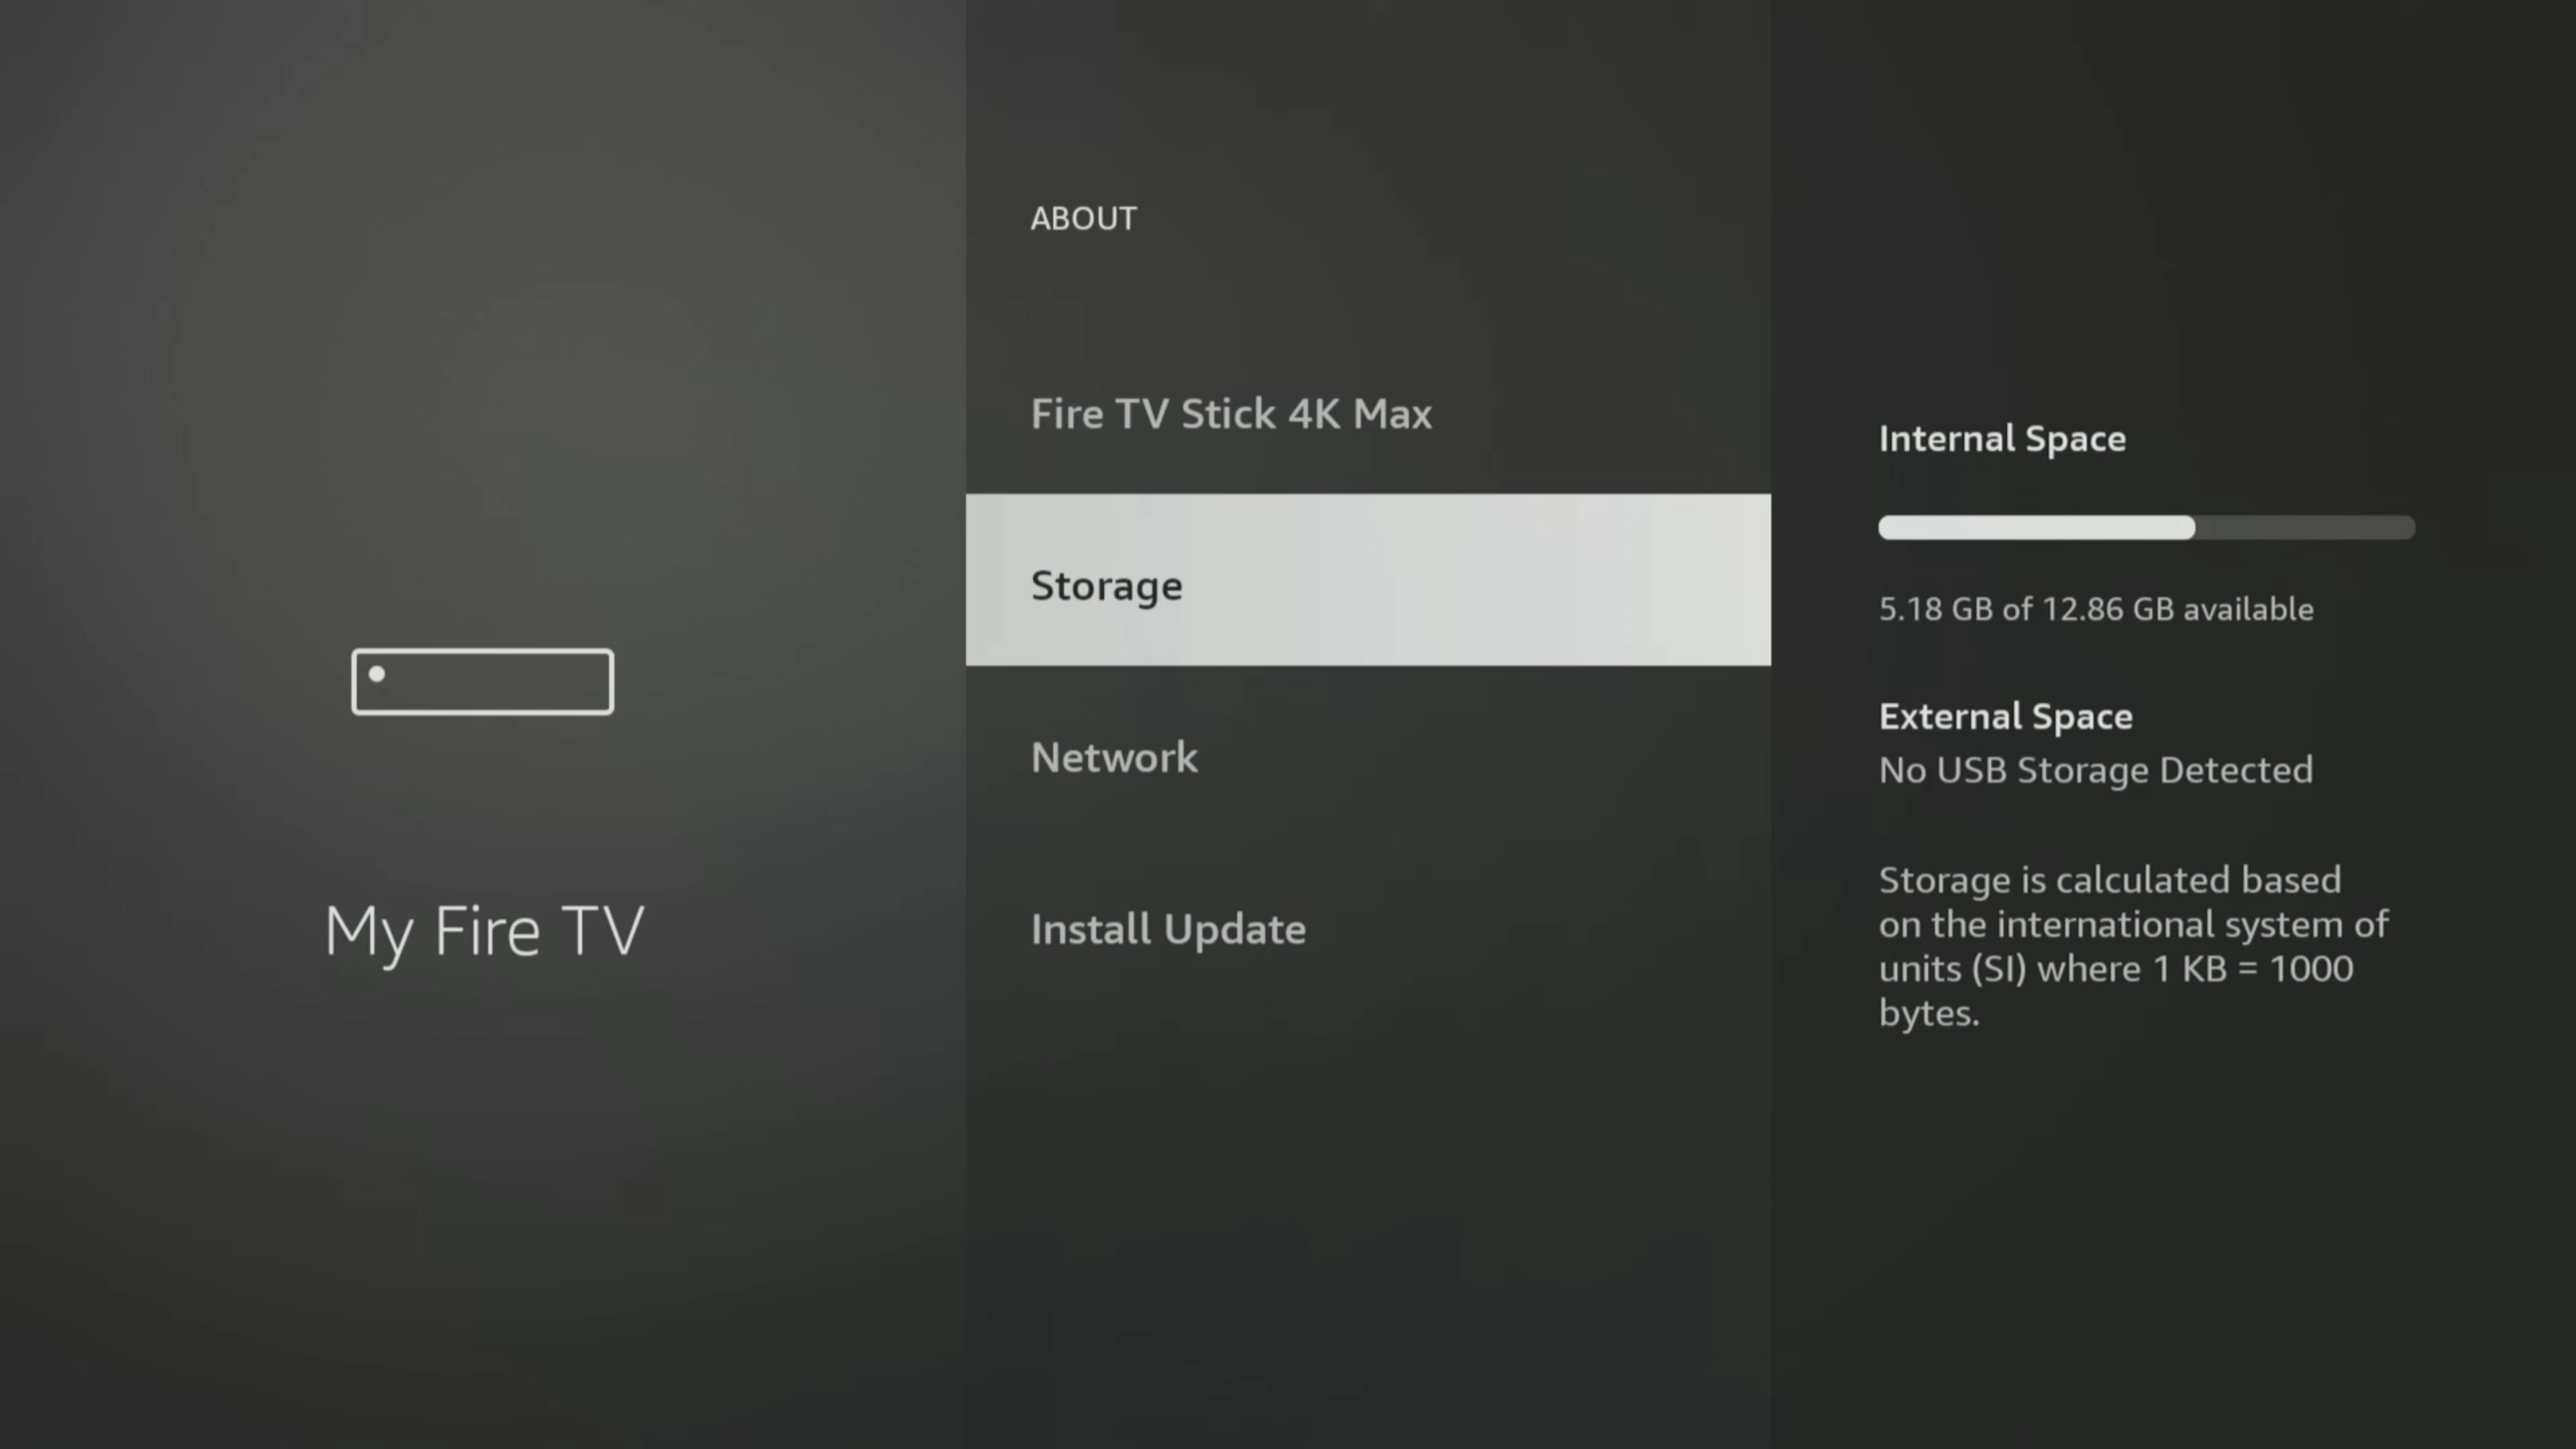 My Fire TV
ABOUT
Fire TV Stick 4K Max
Storage
Network
Install Update
Internal Space
5.18 GB of 12.86 GB available
External Space
No USB Storage Detected
Storage is calculated based
on the international system of
units (SI) where 1 KB = 1000
bytes.